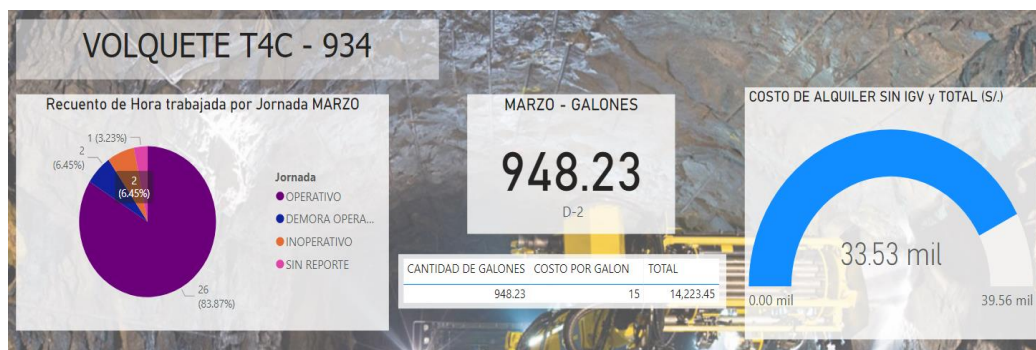 VOLQUETE T4C - 934
Recuento de Hora trabajada por Jornada MARZO
1 (3.23%)
2
(6.45%)
2
(6.45%)
26
(83.87%)
Jornada
OPERATIVO
DEMORA OPERA...
INOPERATIVO
SIN REPORTE
MARZO - GALONES
948.23
D-2
CANTIDAD DE GALONES COSTO POR GALON TOTAL
948.23 15 14,223.45
COSTO DE ALQUILER SIN IGV y TOTAL (S/.)
33.53 mil
0.00 mil 39.56 mil